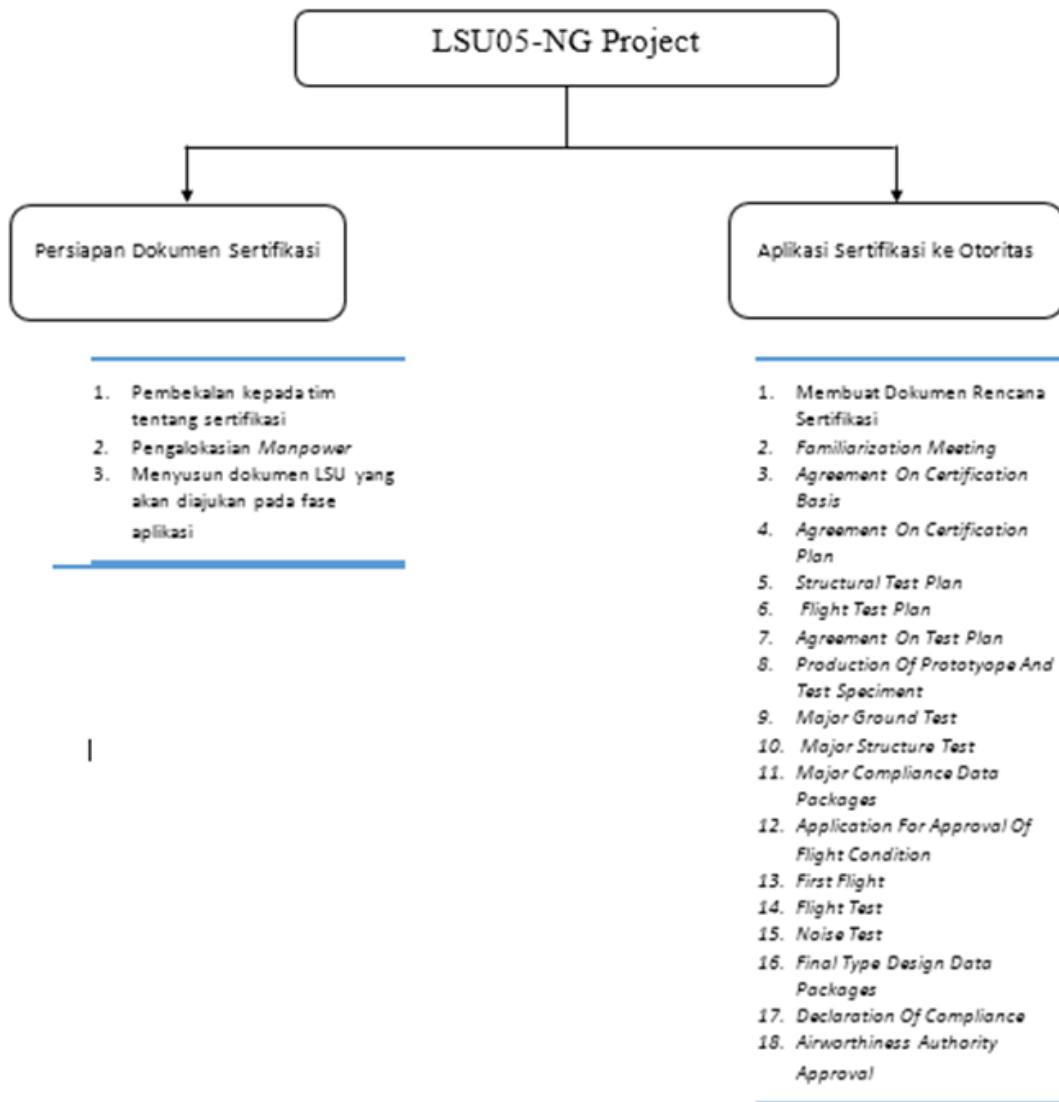 LSU05-NG Project
Persiapan Dokumen Sertifikasi
Aplikasi Sertifikasi ke Otoritas
1. Pembekalan kepada tim
tentang sertifikasi
2. Pengalokasian Manpower
3. Menyusun dokumen LSU yang
akan diajukan pada fase
aplikasi
1. Membuat Dokumen Rencana
Sertifikasi
2. Familiarization Meeting
3. Agreement On Certification
Basis
4. Agreement On Certification
Plan
5. Structural Test Plan
6. Flight Test Plan
7. Agreement On Test Plan
8. Production Of Prototyope And
Test Speciment
9. Major Ground Test
10. Major Structure Test
11. Major Compliance Data
Packages
12. Application For Approval Of
Flight Condition
13. First Flight
14. Flight Test
15. Noise Test
16. Final Type Design Data
Packages
17. Declaration Of Compliance
18. Airworthiness Authority
Approval